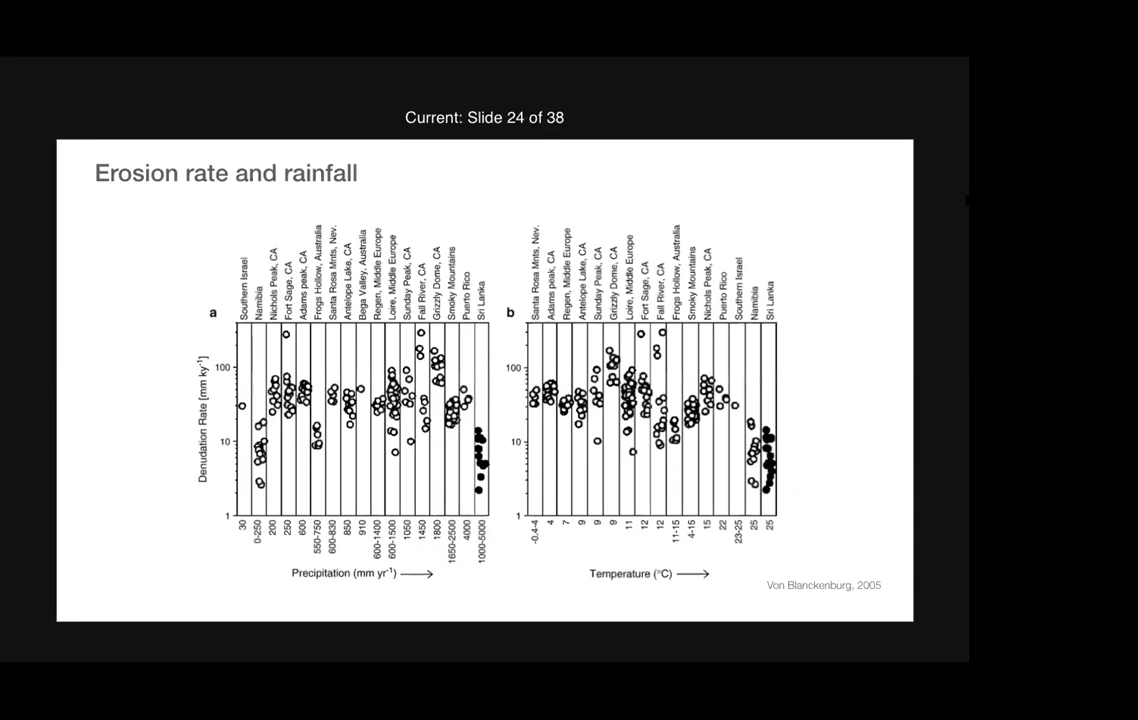 Current: Slide 24 of 38
Erosion rate and rainfall
a
Southern Israel
Namibia
Nichols Peak, CA
Fort Sage, CA
Adams peak, CA
Frogs Hollow, Australia
Santa Rosa Mnts, Nev.
Antelope Lake, CA
Bega Valley, Australia
Regen, Middle Europe
Loire, Middle Europe
Sunday Peak, CA
Fall River, CA
Grizzly Dome, CA
Smoky Mountains
Puerto Rico
Sri Lanka
Denudation Rate [mm ky⁻¹]
100
10
1
30
0-250
200
250
600
550-750
600-830
850
910
600-1400
600-1500
1050
1450
1800
1650-2500
4000
1000-5000
Precipitation (mm yr⁻¹)
b
Santa Rosa Mnts, Nev.
Adams peak, CA
Regen, Middle Europe
Antelope Lake, CA
Sunday Peak, CA
Grizzly Dome, CA
Loire, Middle Europe
Fort Sage, CA
Fall River, CA
Frogs Hollow, Australia
Smoky Mountains
Nichols Peak, CA
Puerto Rico
Southern Israel
Namibia
Sri Lanka
100
10
1
-0.4-4
4
7
9
9
9
11
12
12
11-15
4-15
15
22
23-25
25
25
Temperature (°C)
Von Blanckenburg, 2005